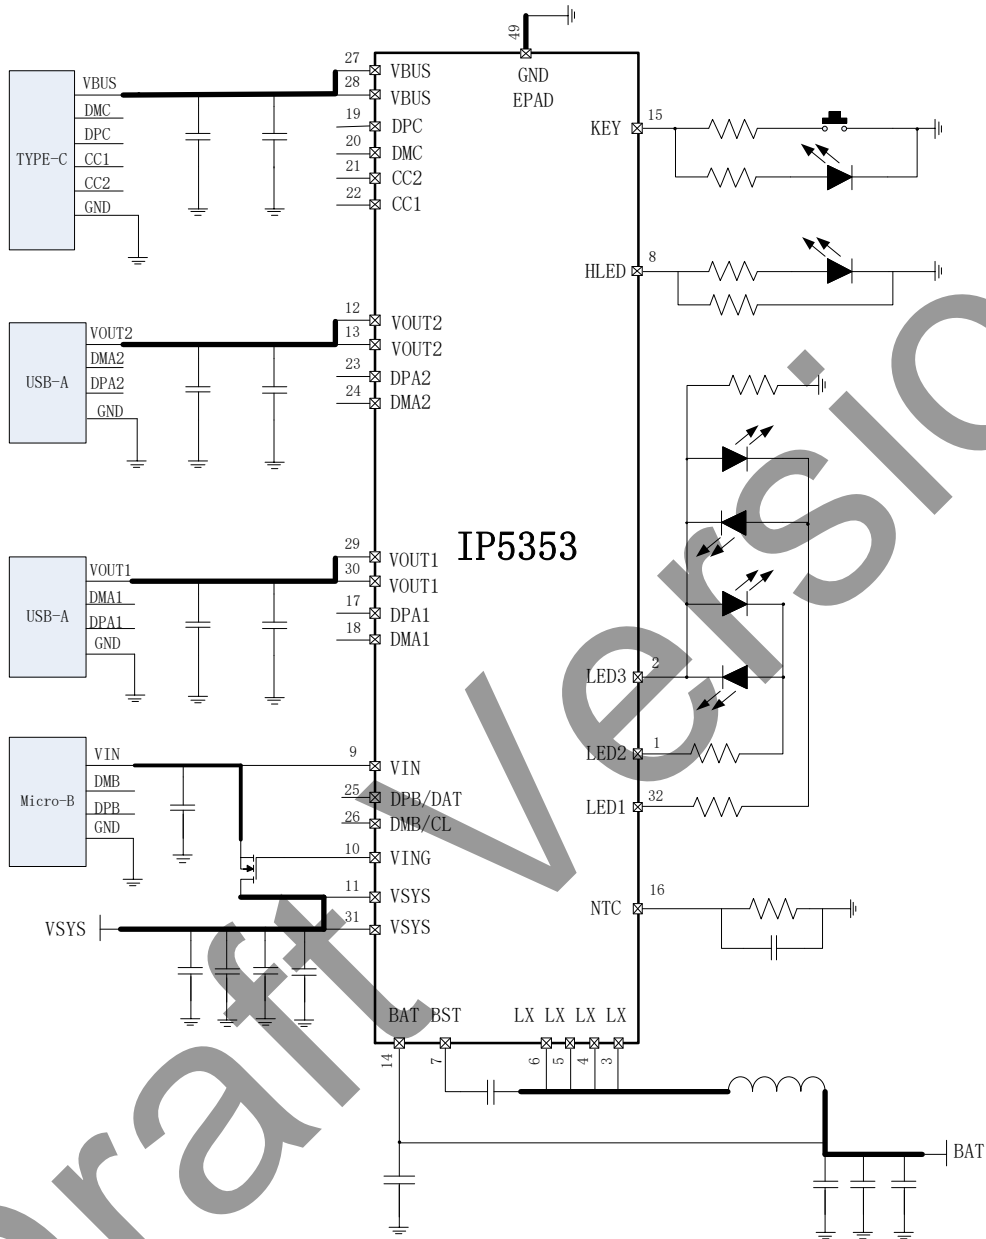 49
GND
EPAD
TYPE-C
VBUS
DMC
DPC
CC1
CC2
GND
27
VBUS
28
VBUS
19
DPC
20
DMC
21
CC2
22
CC1
15
KEY
8
HLED
USB-A
VOUT2
DMA2
DPA2
GND
12
VOUT2
13
VOUT2
23
DPA2
24
DMA2
IP5353
USB-A
VOUT1
DMA1
DPA1
GND
29
VOUT1
30
VOUT1
17
DPA1
18
DMA1
2
LED3
1
LED2
32
LED1
16
NTC
Micro-B
VIN
DMB
DPB
GND
9
VIN
25
DPB/DAT
26
DMB/CL
10
VING
11
VSYS
31
VSYS
VSYS
BAT BST
LX LX LX LX
14
7
6
5
4
3
BAT
Draft Versio